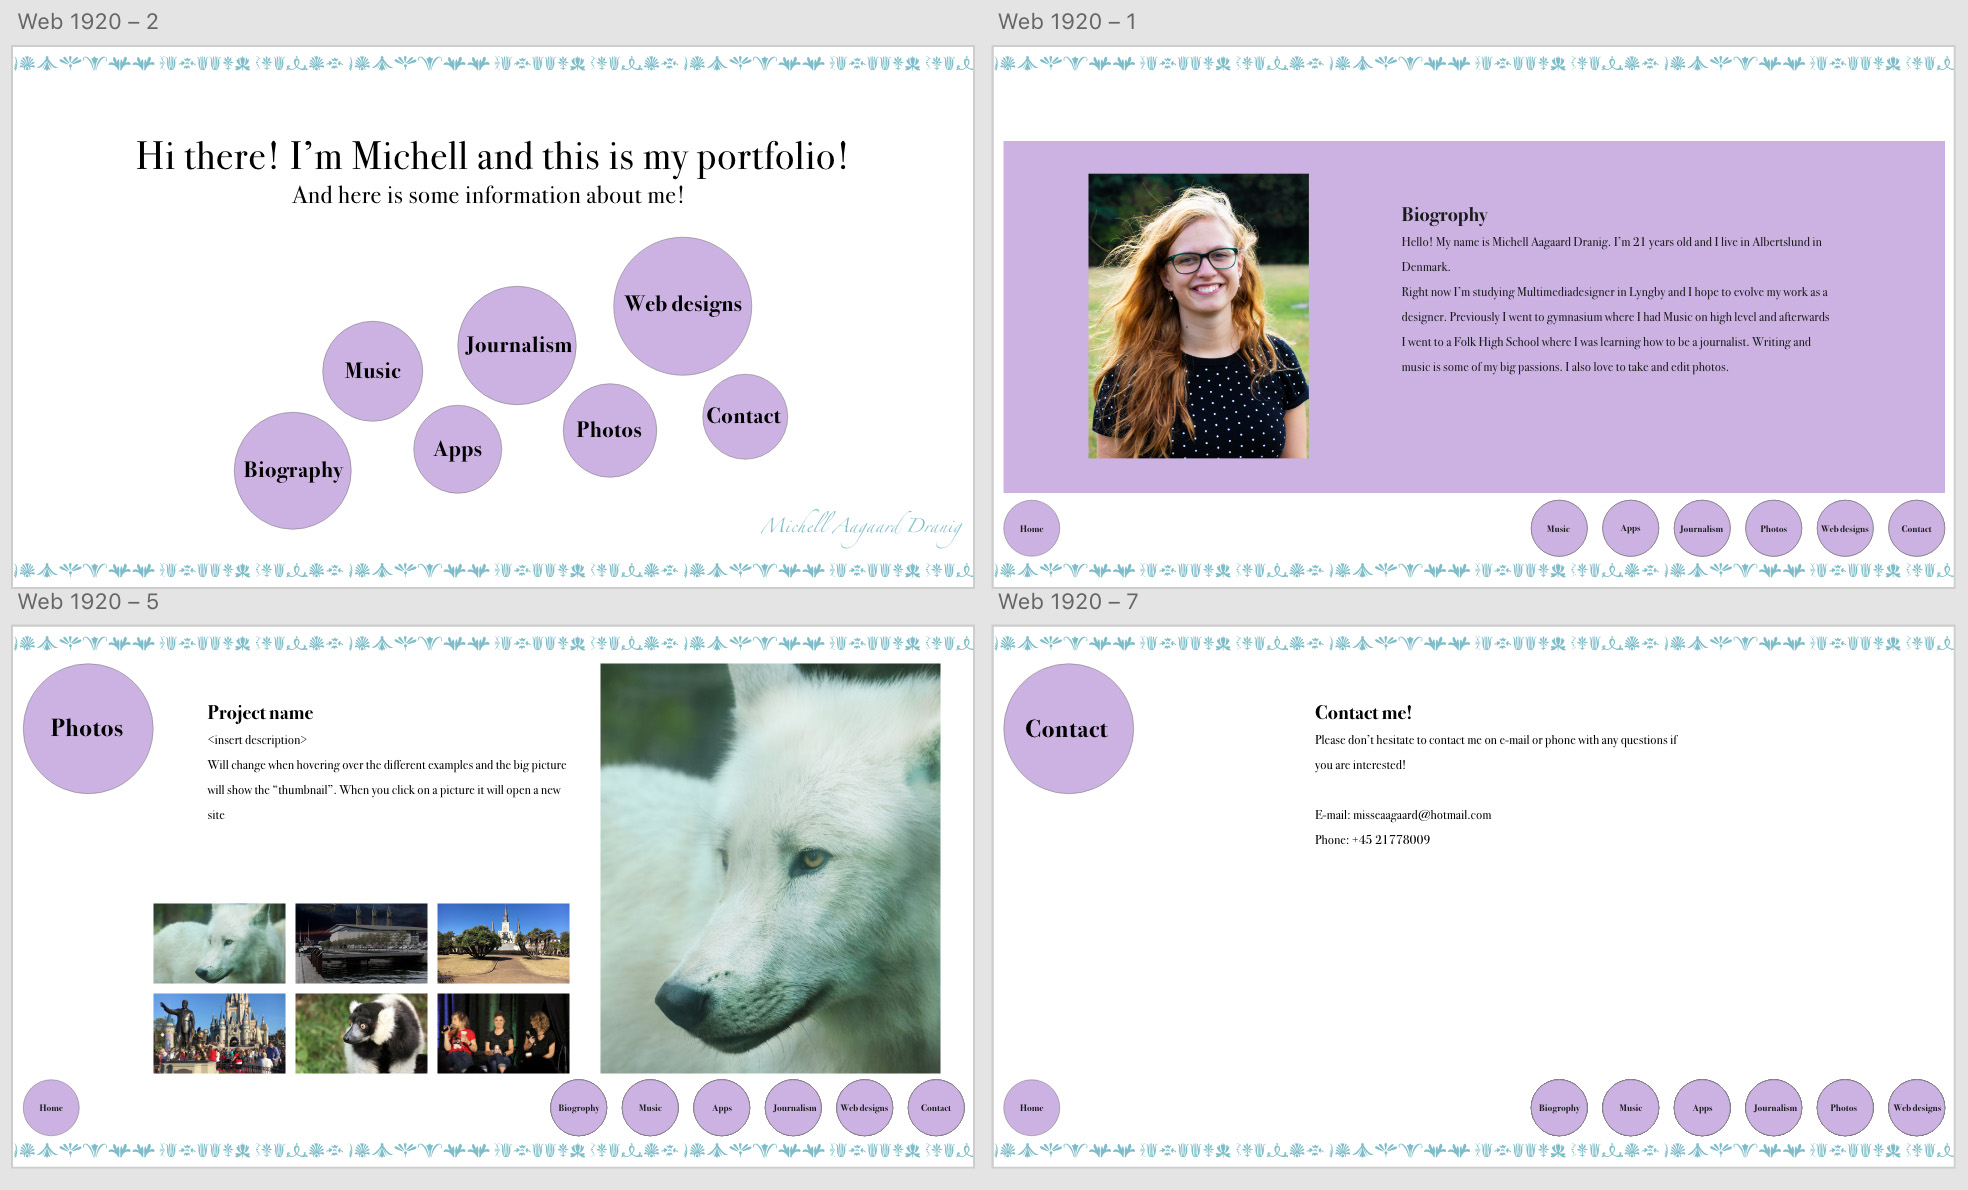 Web 1920 – 2
Hi there! I’m Michell and this is my portfolio!
And here is some information about me!
Web designs
Journalism
Music
Contact
Photos
Apps
Biography
Michell Aagaard Dranig
Web 1920 – 1
Biogrophy
Hello! My name is Michell Aagaard Dranig. I’m 21 years old and I live in Albertslund in
Denmark.
Right now I’m studying Multimediadesigner in Lyngby and I hope to evolve my work as a
designer. Previously I went to gymnasium where I had Music on high level and afterwards
I went to a Folk High School where I was learning how to be a journalist. Writing and
music is some of my big passions. I also love to take and edit photos.
Home
Music
Apps
Journalism
Photos
Web designs
Contact
Web 1920 – 5
Photos
Project name
<insert description>
Will change when hovering over the different examples and the big picture
will show the “thumbnail”. When you click on a picture it will open a new
site
Home
Biogrophy
Music
Apps
Journalism
Web designs
Contact
Web 1920 – 7
Contact
Contact me!
Please don’t hesitate to contact me on e-mail or phone with any questions if
you are interested!
E-mail: misscaagaard@hotmail.com
Phone: +45 21778009
Home
Biogrophy
Music
Apps
Journalism
Photos
Web designs